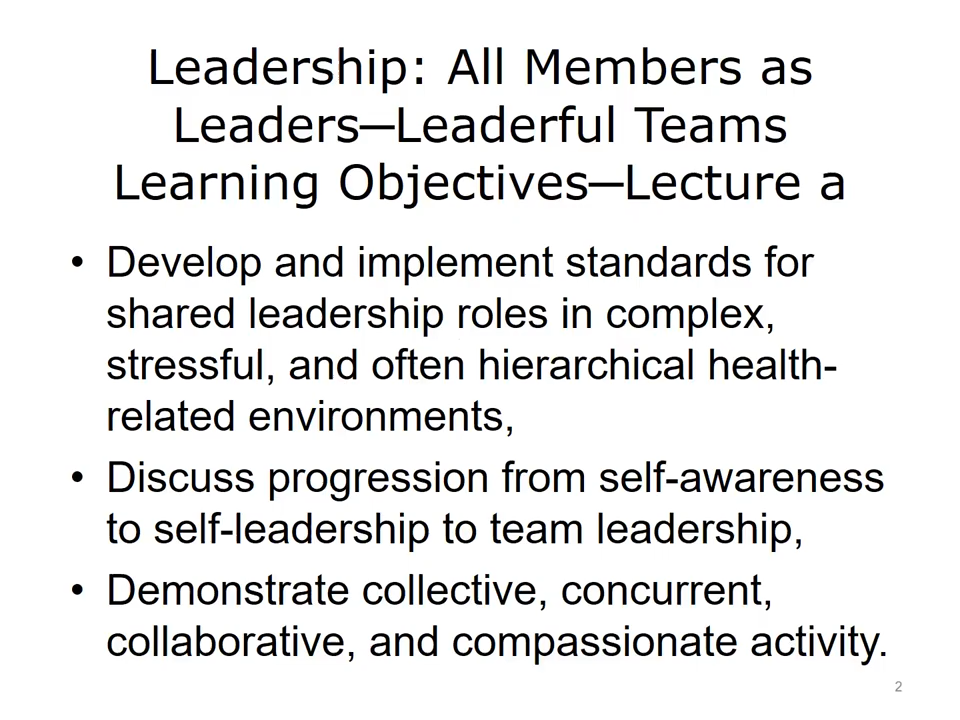 Leadership: All Members as
Leaders—Leaderful Teams
Learning Objectives—Lecture a
• Develop and implement standards for
shared leadership roles in complex,
stressful, and often hierarchical health-
related environments,
• Discuss progression from self-awareness
to self-leadership to team leadership,
• Demonstrate collective, concurrent,
collaborative, and compassionate activity.
2